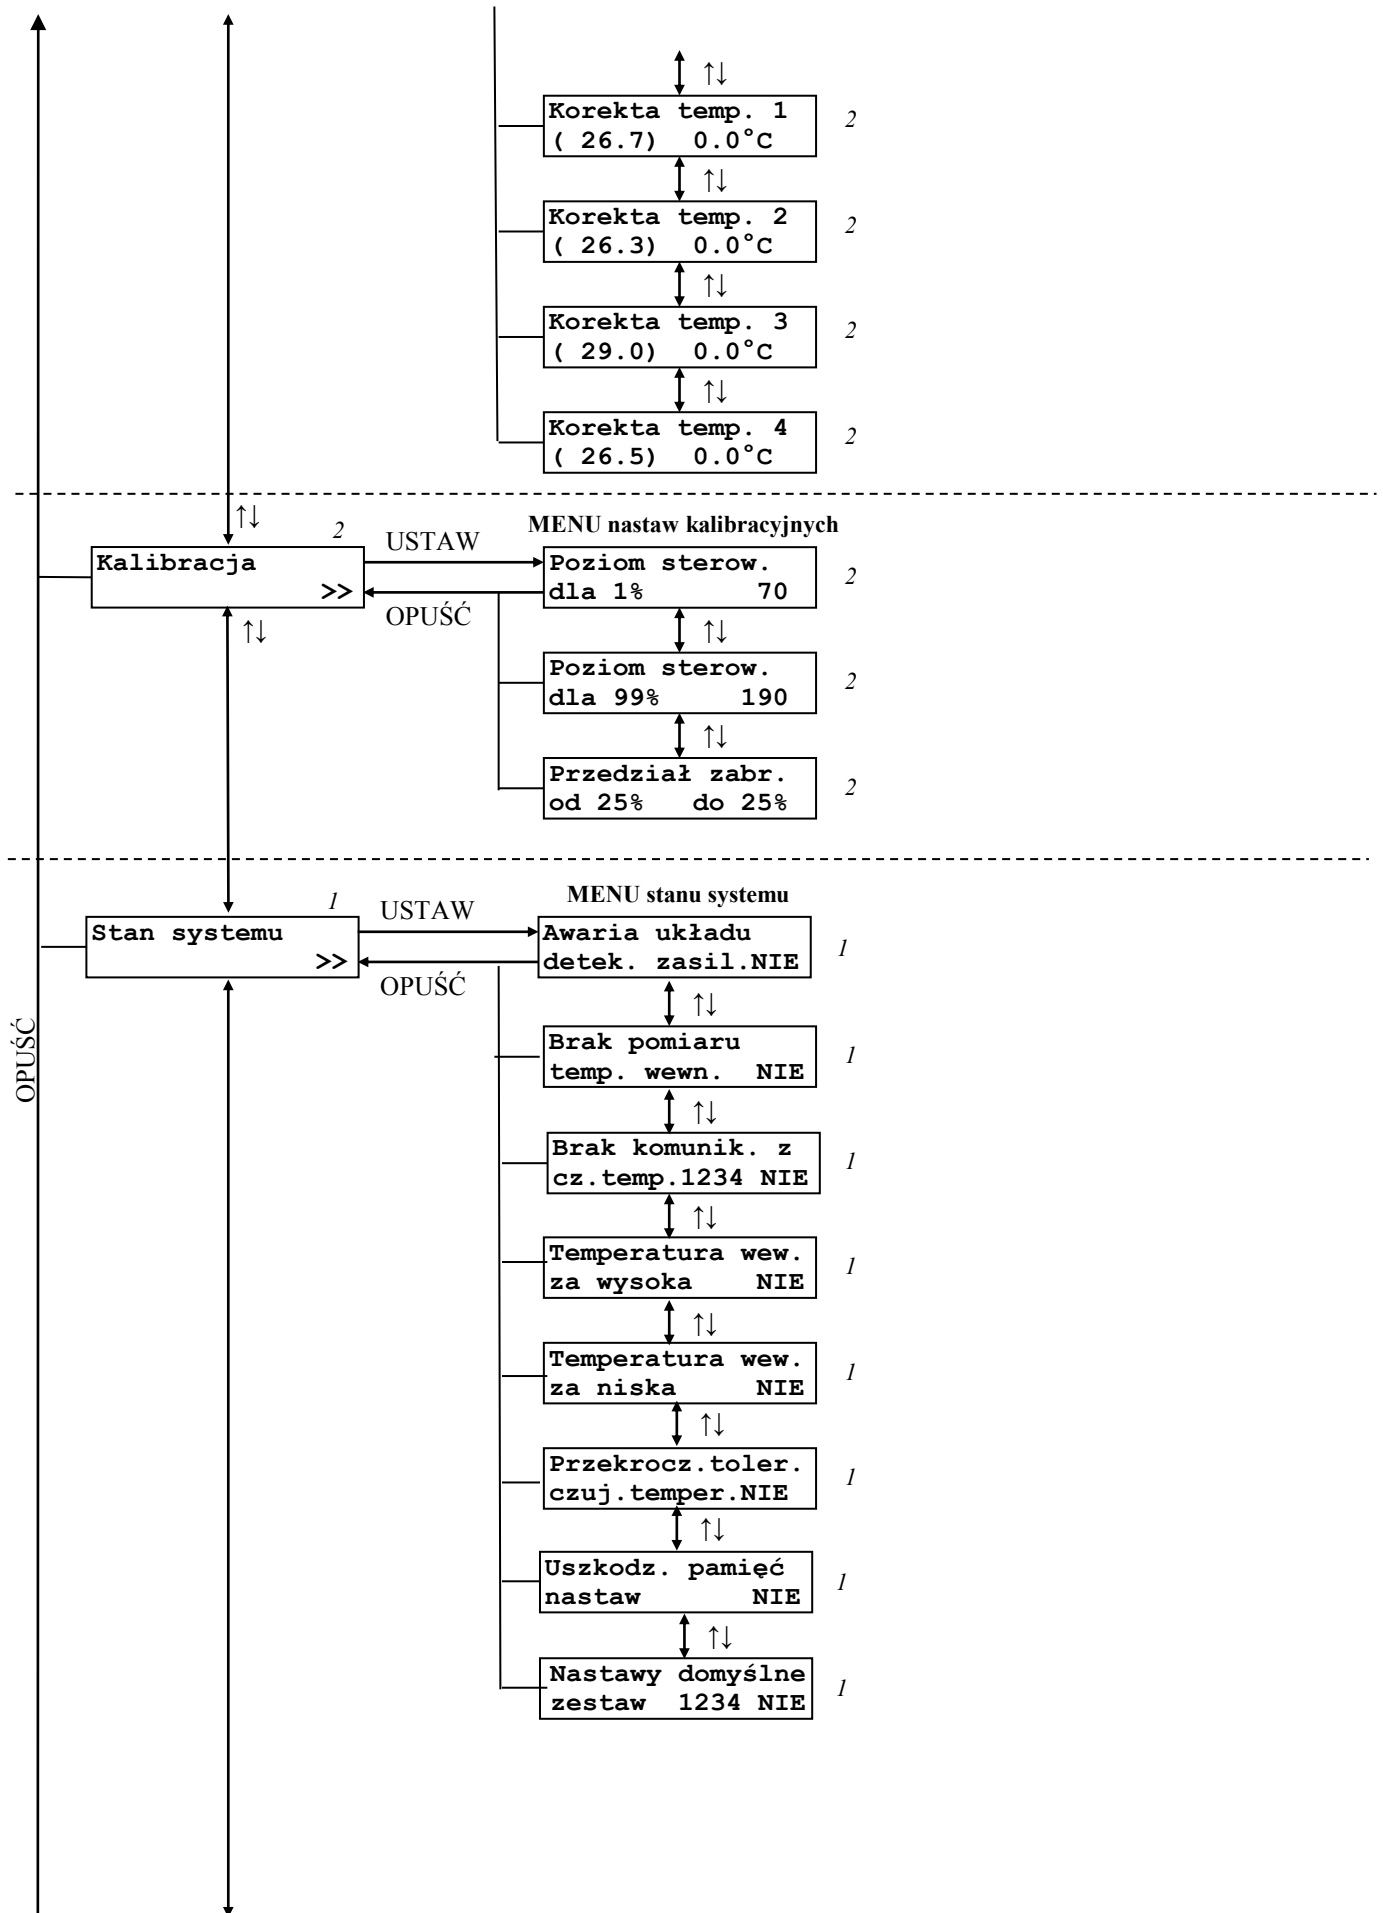 ↑↓
Korekta temp. 1
( 26.7) 0.0°C
2
↑↓
Korekta temp. 2
( 26.3) 0.0°C
2
↑↓
Korekta temp. 3
( 29.0) 0.0°C
2
↑↓
Korekta temp. 4
( 26.5) 0.0°C
2
↑↓
2
USTAW
MENU nastaw kalibracyjnych
Kalibracja
>>
OPUŚĆ
Poziom sterow.
dla 1% 70
2
↑↓
↑↓
Poziom sterow.
dla 99% 190
2
↑↓
Przedział zabr.
od 25% do 25%
2
1
USTAW
MENU stanu systemu
Stan systemu
>>
OPUŚĆ
Awaria układu
detek. zasil.NIE
1
↑↓
OPUŚĆ
Brak pomiaru
temp. wewn. NIE
1
↑↓
Brak komunik. z
cz.temp.1234 NIE
1
↑↓
Temperatura wew.
za wysoka NIE
1
↑↓
Temperatura wew.
za niska NIE
1
↑↓
Przekrocz.toler.
czuj.temper.NIE
1
↑↓
Uszkodz. pamięć
nastaw NIE
1
↑↓
Nastawy domyślne
zestaw 1234 NIE
1